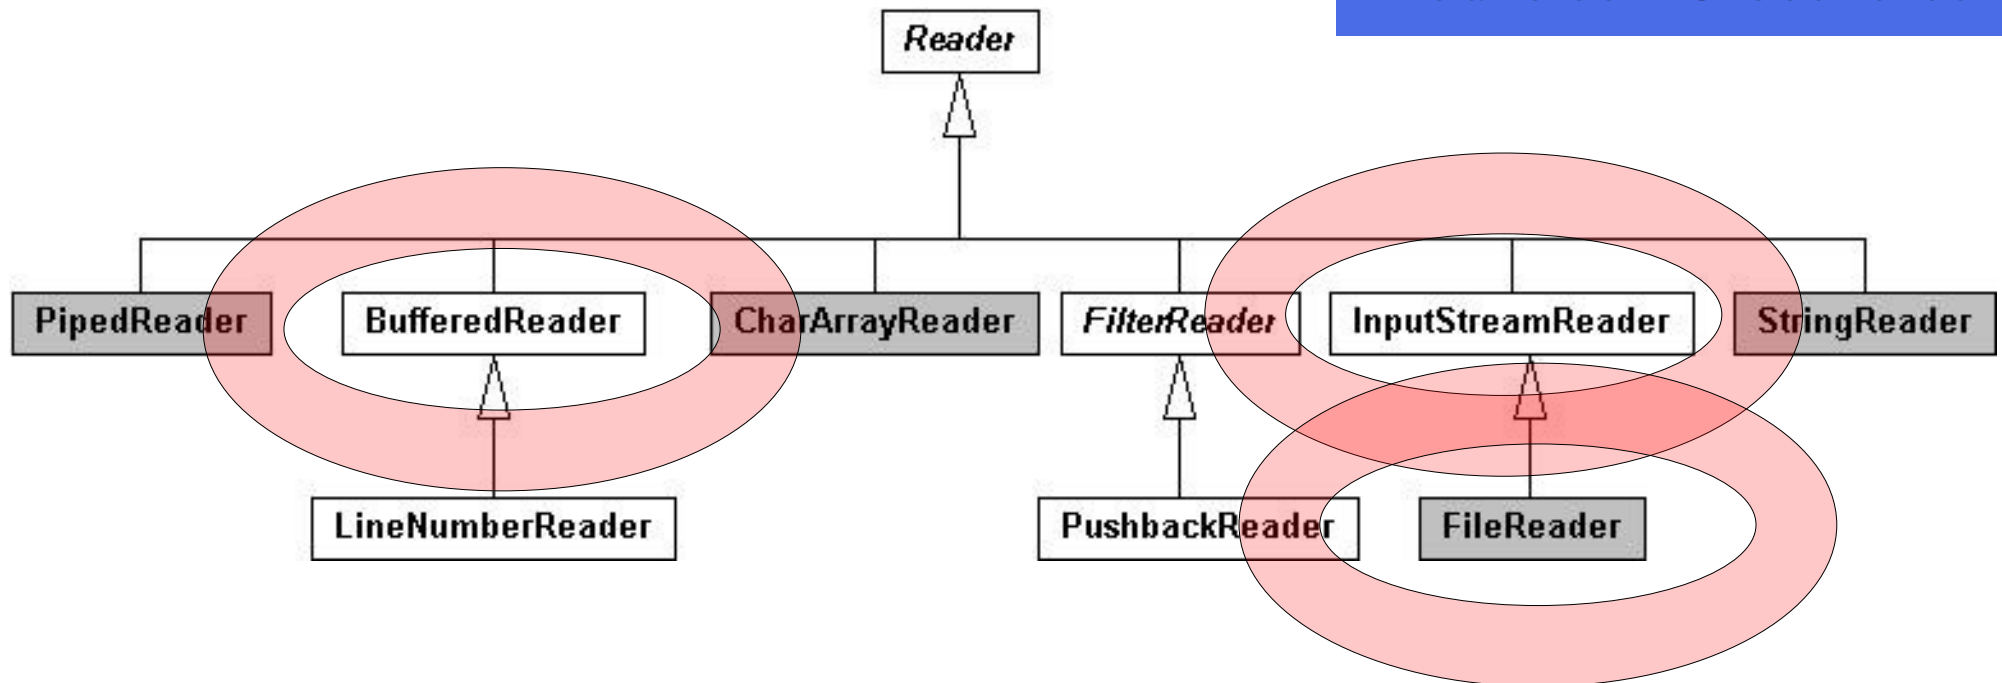 Reader
PipedReader BufferedReader CharArrayReader FilterReader InputStreamReader StringReader
LineNumberReader PushbackReader FileReader